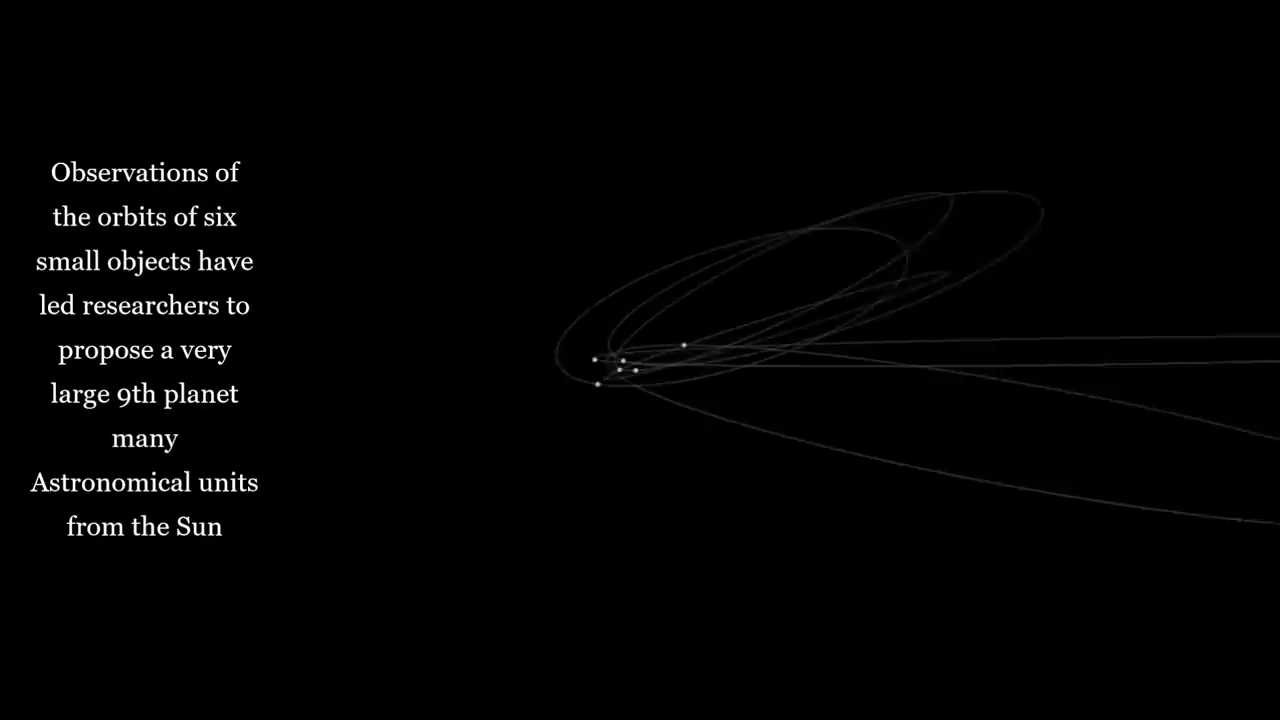 Observations of
the orbits of six
small objects have
led researchers to
propose a very
large 9th planet
many
Astronomical units
from the Sun